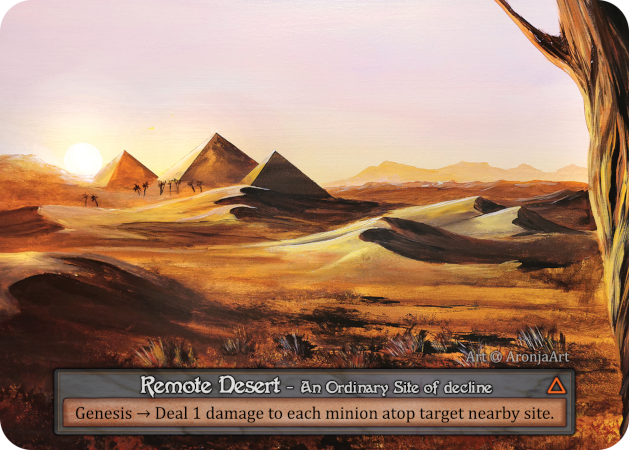 Art @ AronjaArt
Remote Desert - An Ordinary Site of decline
Genesis → Deal 1 damage to each minion atop target nearby site.